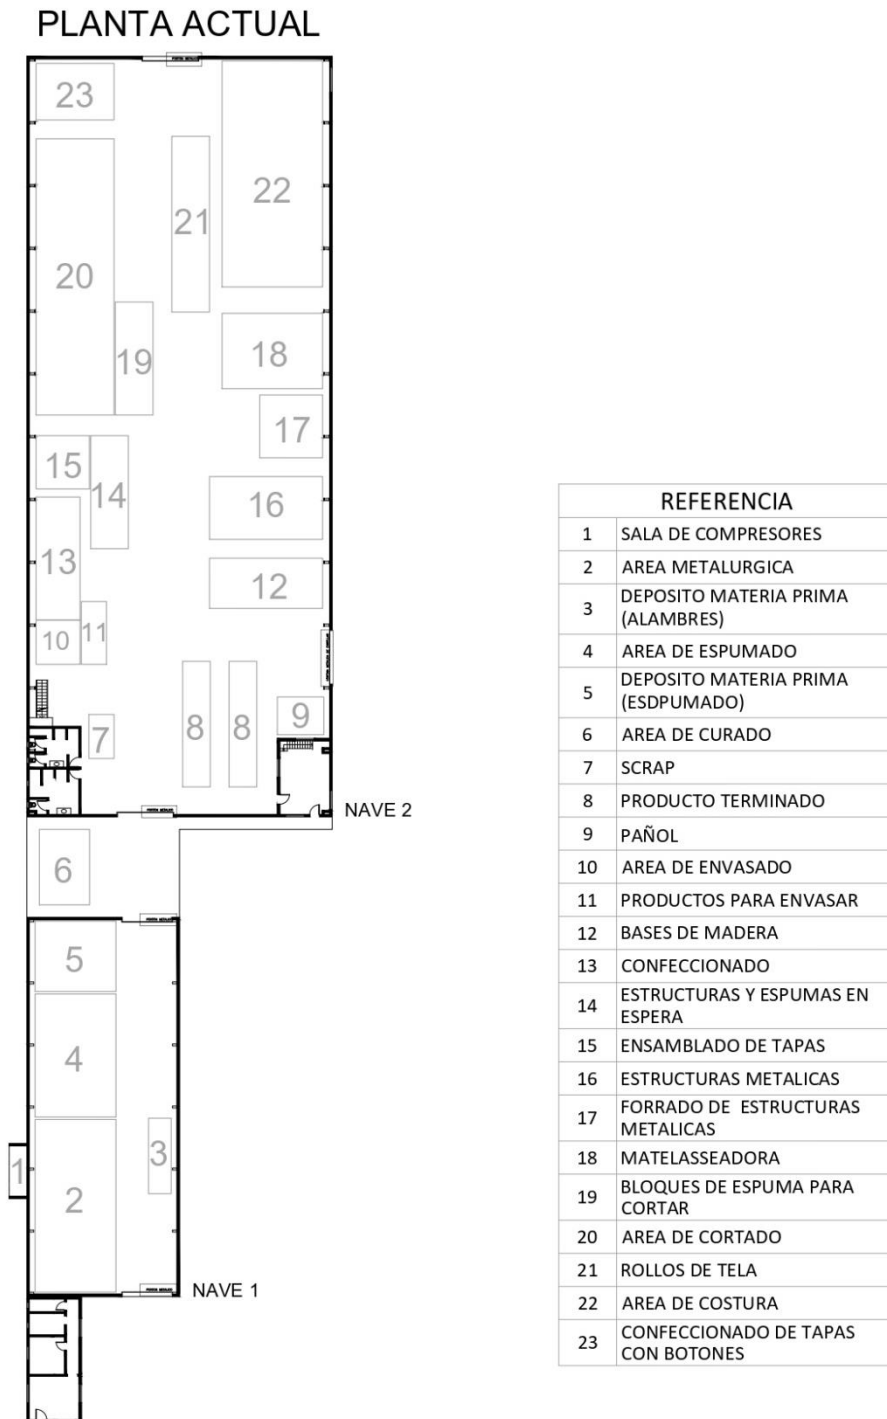 PLANTA ACTUAL
23
22
21
20
19
18
17
15
14
16
13
12
11
10
9
8
8
7
NAVE 2
6
5
4
3
1
2
NAVE 1
REFERENCIA
1 SALA DE COMPRESORES
2 AREA METALURGICA
3 DEPOSITO MATERIA PRIMA
(ALAMBRES)
4 AREA DE ESPUMADO
5 DEPOSITO MATERIA PRIMA
(ESDPUMADO)
6 AREA DE CURADO
7 SCRAP
8 PRODUCTO TERMINADO
9 PAÑOL
10 AREA DE ENVASADO
11 PRODUCTOS PARA ENVASAR
12 BASES DE MADERA
13 CONFECCIONADO
14 ESTRUCTURAS Y ESPUMAS EN
ESPERA
15 ENSAMBLADO DE TAPAS
16 ESTRUCTURAS METALICAS
17 FORRADO DE ESTRUCTURAS
METALICAS
18 MATELASSEADORA
19 BLOQUES DE ESPUMA PARA
CORTAR
20 AREA DE CORTADO
21 ROLLOS DE TELA
22 AREA DE COSTURA
23 CONFECCIONADO DE TAPAS
CON BOTONES